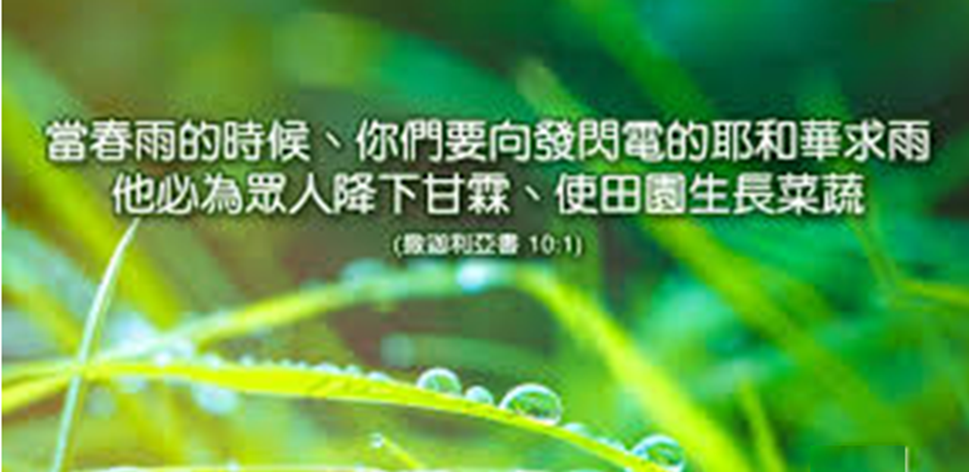 當春雨的時候、你們要向發閃電的耶和華求雨
他必為眾人降下甘霖、使田園生長菜蔬
(撒迦利亞書 10:1)